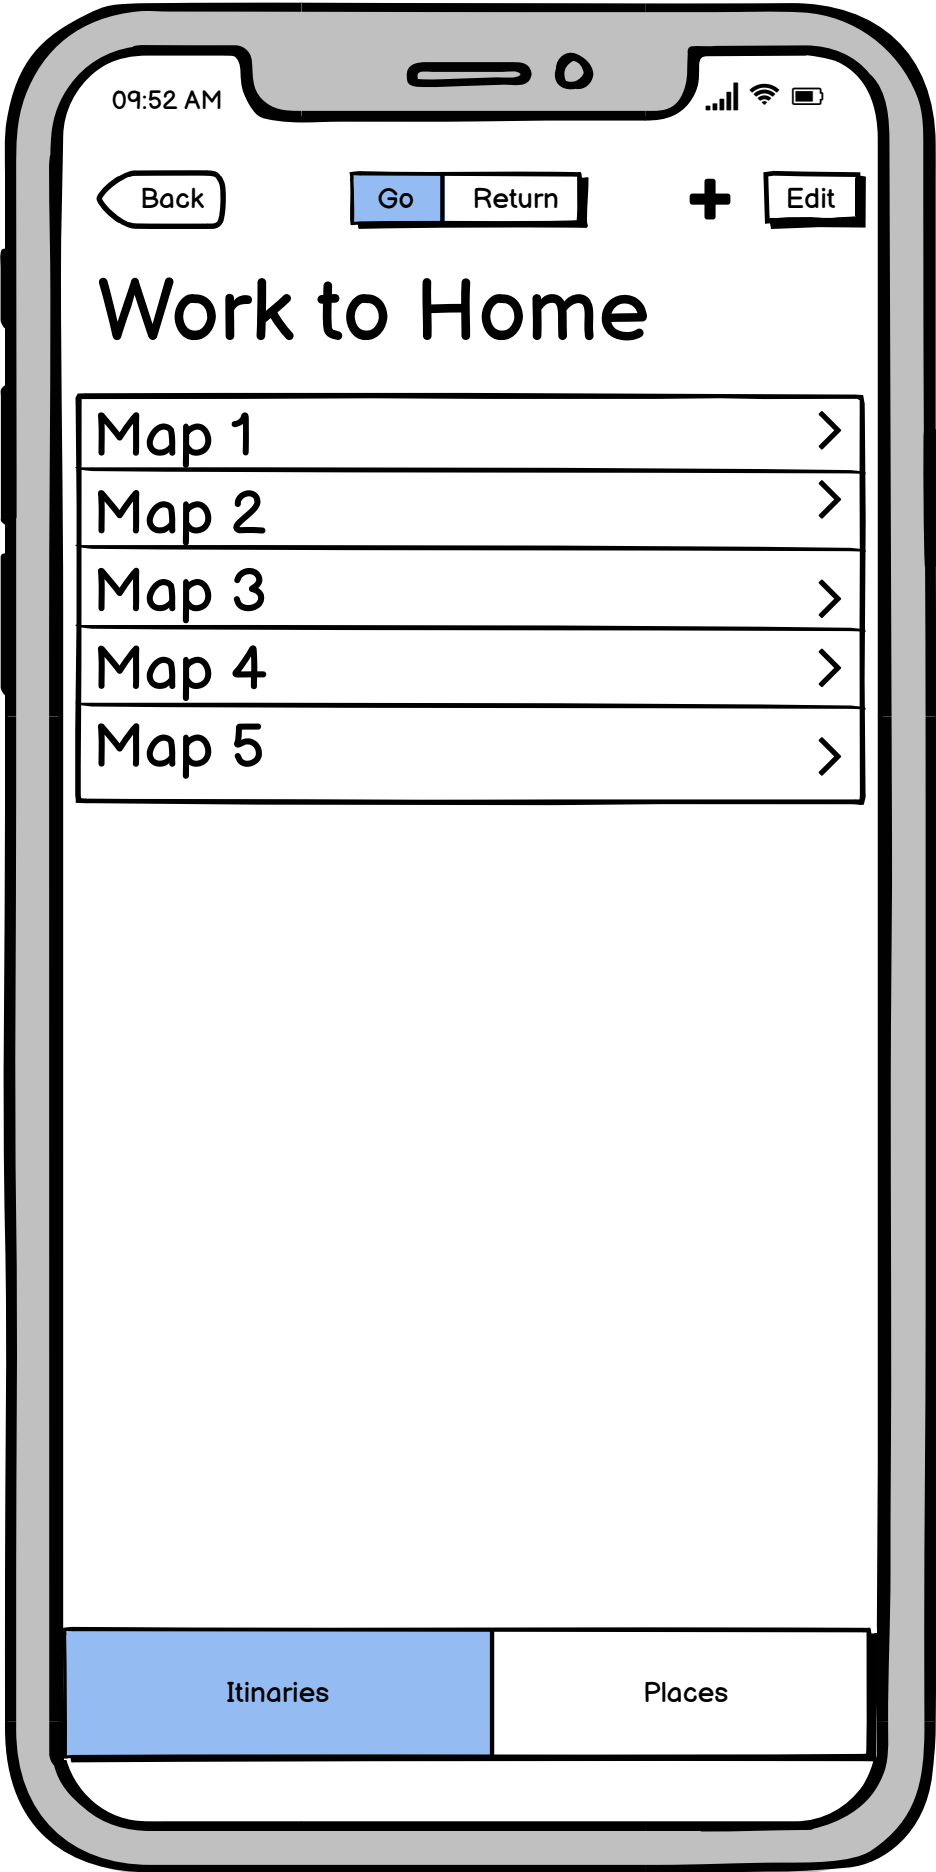 09:52 AM
Back Go Return Edit
Work to Home
Map 1
Map 2
Map 3
Map 4
Map 5
Itinaries Places